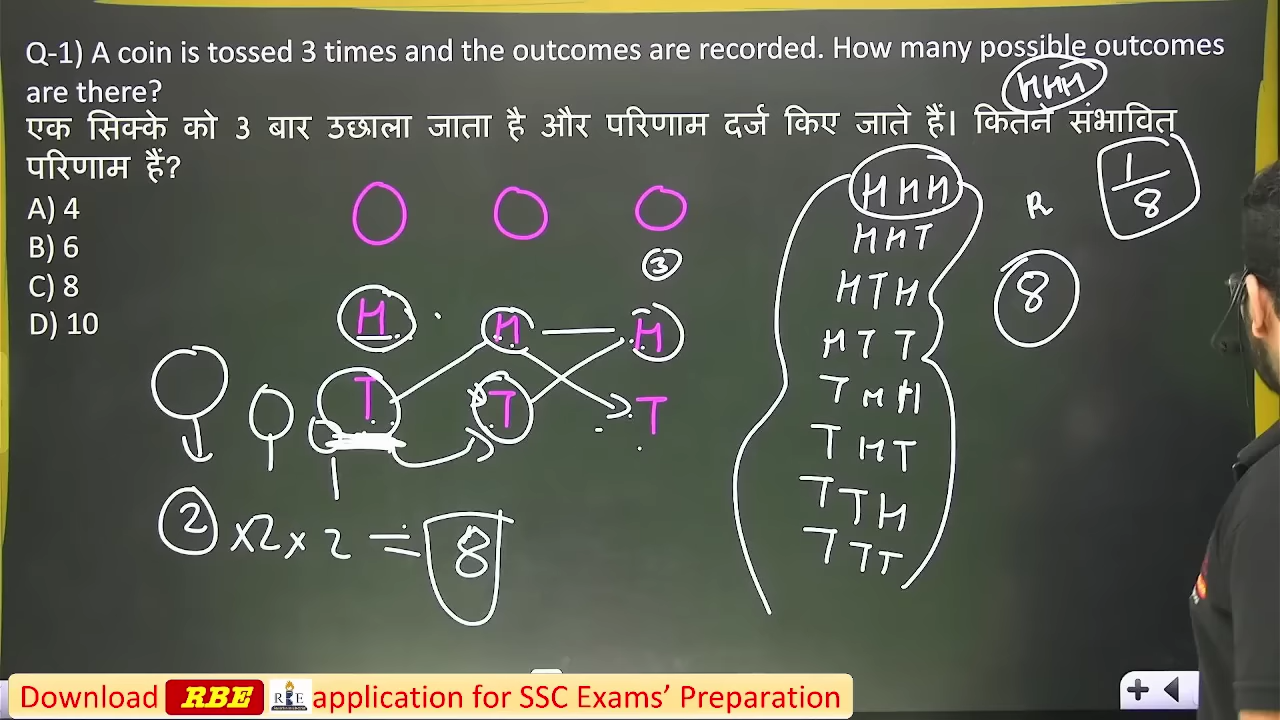 Q-1) A coin is tossed 3 times and the outcomes are recorded. How many possible outcomes
are there?
HHH
एक सिक्के को 3 बार उछाला जाता है और परिणाम दर्ज किए जाते हैं। कितने संभावित
परिणाम हैं?
A) 4
B) 6
C) 8
D) 10
3
H H H
T T T
2 × 2 × 2 = 8
HHH
HHT
HTH
HTT
THH
THT
TTH
TTT
R
8
1/8
Download RBE RBE application for SSC Exams’ Preparation
+